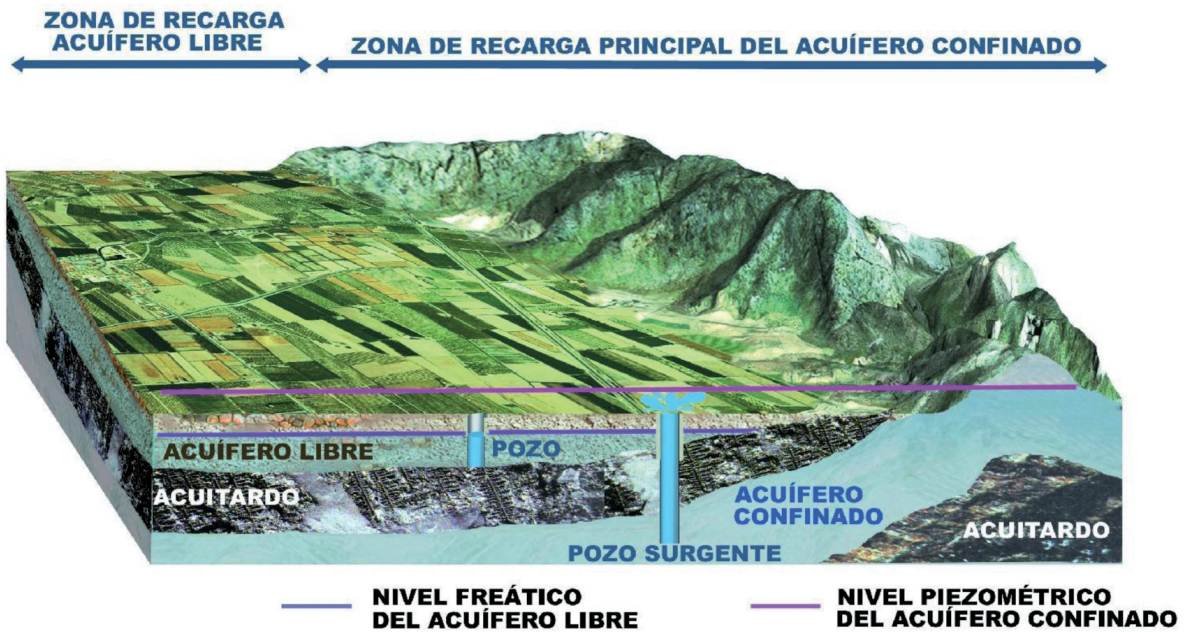 ZONA DE RECARGA
ACUÍFERO LIBRE
ZONA DE RECARGA PRINCIPAL DEL ACUÍFERO CONFINADO
ACUÍFERO LIBRE
POZO
ACUITARDO
ACUÍFERO
CONFINADO
ACUITARDO
POZO SURGENTE
NIVEL FREÁTICO
DEL ACUÍFERO LIBRE
NIVEL PIEZOMÉTRICO
DEL ACUÍFERO CONFINADO